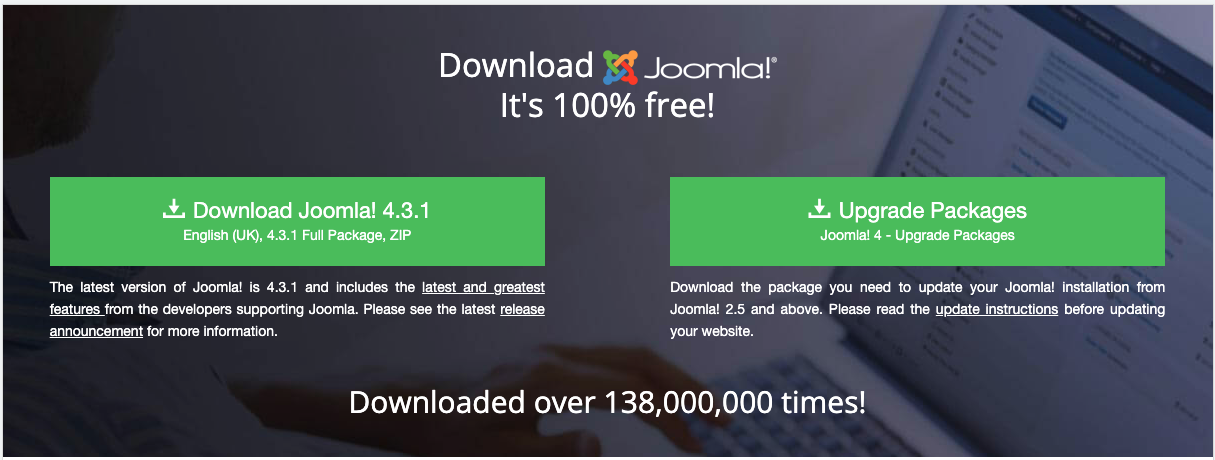 Download Joomla!®
It's 100% free!
Download Joomla! 4.3.1
English (UK), 4.3.1 Full Package, ZIP
The latest version of Joomla! is 4.3.1 and includes the latest and greatest
features from the developers supporting Joomla. Please see the latest release
announcement for more information.
Upgrade Packages
Joomla! 4 - Upgrade Packages
Download the package you need to update your Joomla! installation from
Joomla! 2.5 and above. Please read the update instructions before updating
your website.
Downloaded over 138,000,000 times!